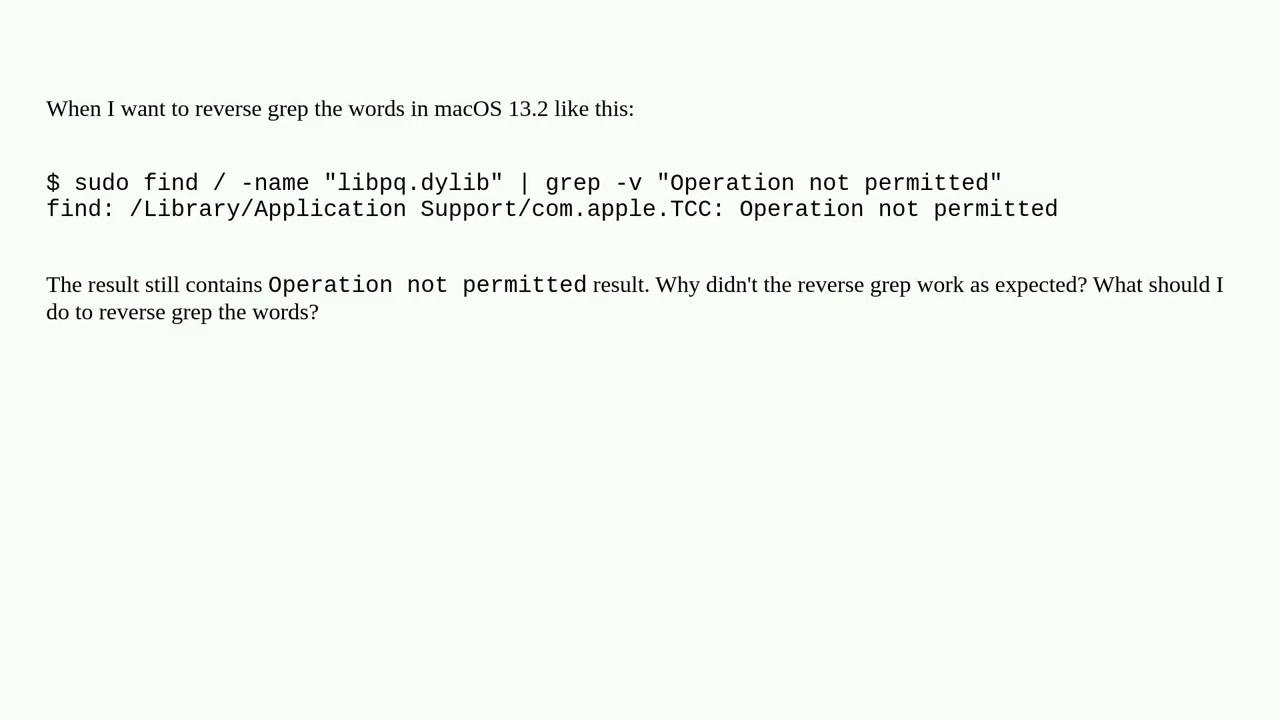 When I want to reverse grep the words in macOS 13.2 like this:
$ sudo find / -name "libpq.dylib" | grep -v "Operation not permitted"
find: /Library/Application Support/com.apple.TCC: Operation not permitted
The result still contains Operation not permitted result. Why didn't the reverse grep work as expected? What should I
do to reverse grep the words?